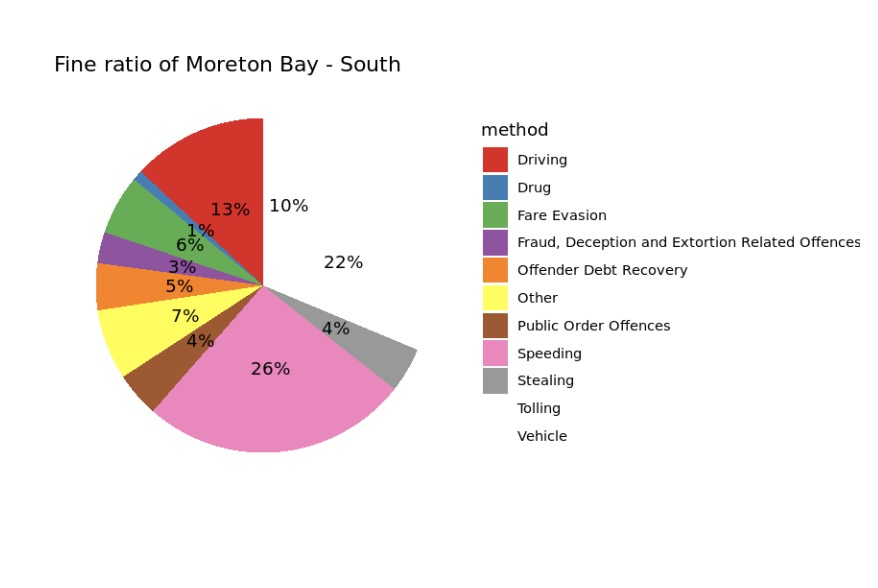 Fine ratio of Moreton Bay - South
method
Driving
Drug
Fare Evasion
Fraud, Deception and Extortion Related Offences
Offender Debt Recovery
Other
Public Order Offences
Speeding
Stealing
Tolling
Vehicle
10%
13%
1%
6%
22%
3%
5%
7%
4%
4%
26%